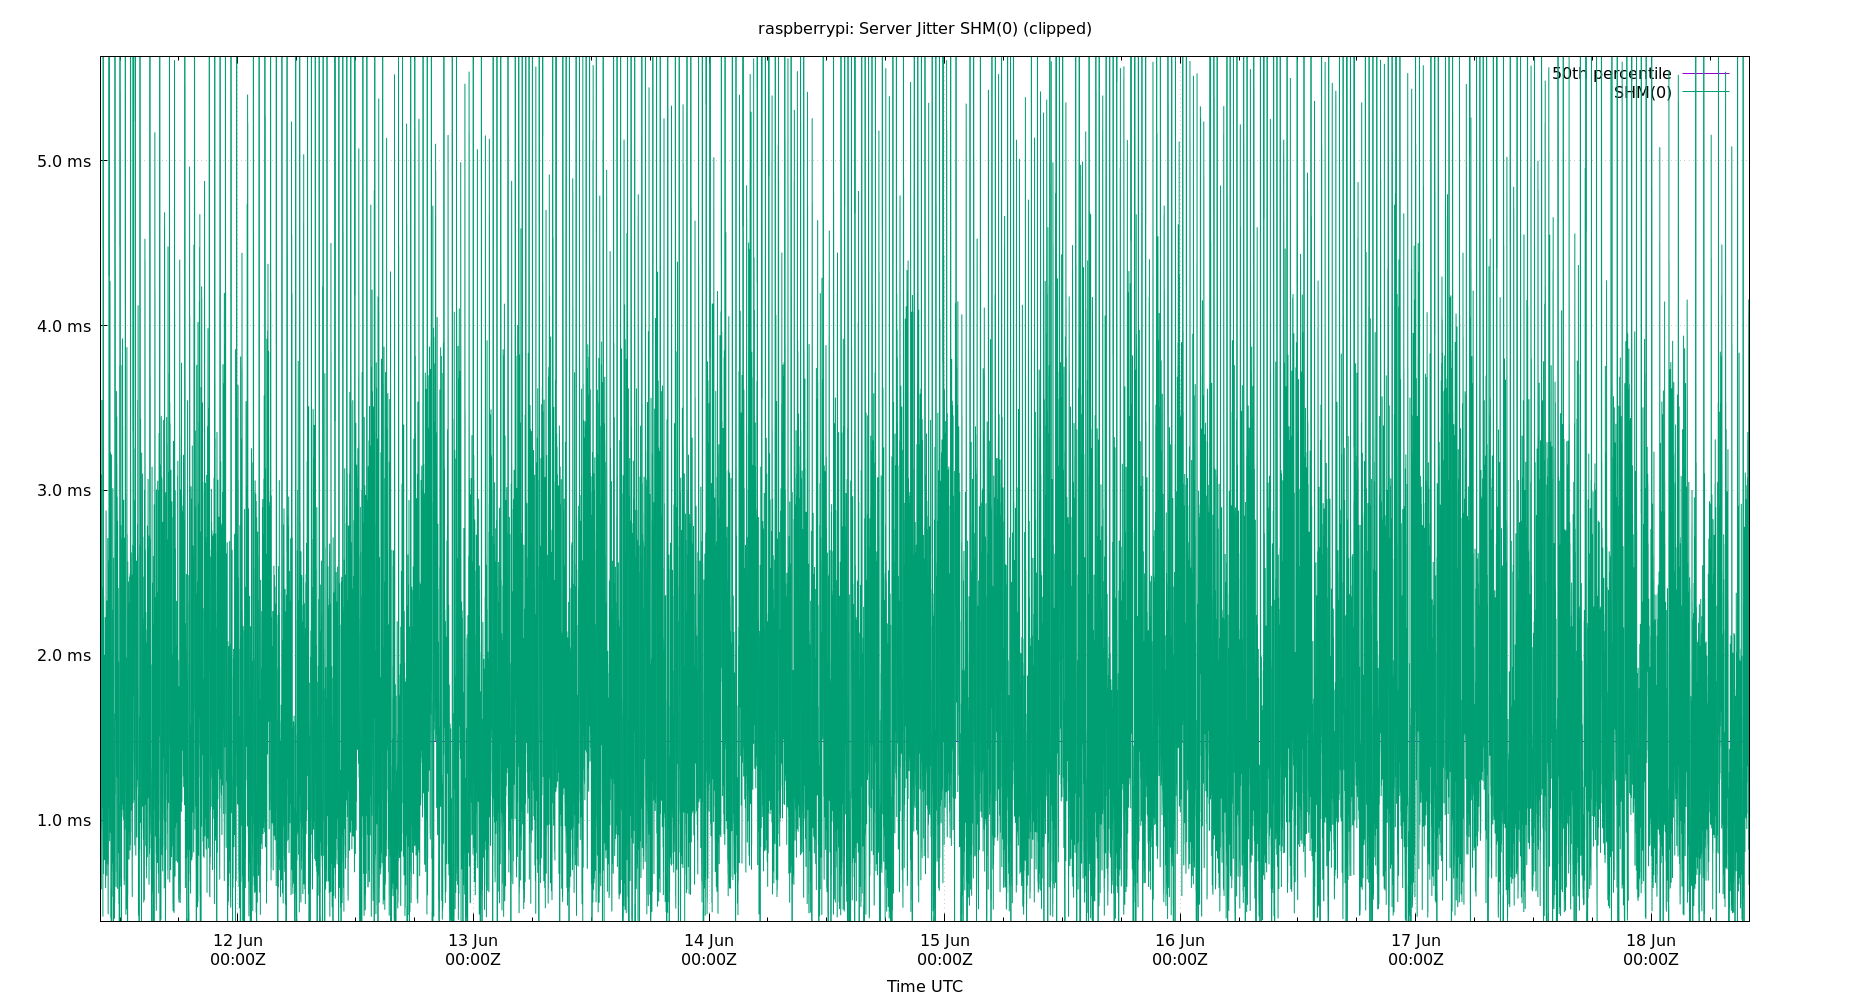 raspberrypi: Server Jitter SHM(0) (clipped)
50th percentile
SHM(0)
5.0 ms
4.0 ms
3.0 ms
2.0 ms
1.0 ms
12 Jun 13 Jun 14 Jun 15 Jun 16 Jun 17 Jun 18 Jun
00:00Z 00:00Z 00:00Z 00:00Z 00:00Z 00:00Z 00:00Z
Time UTC